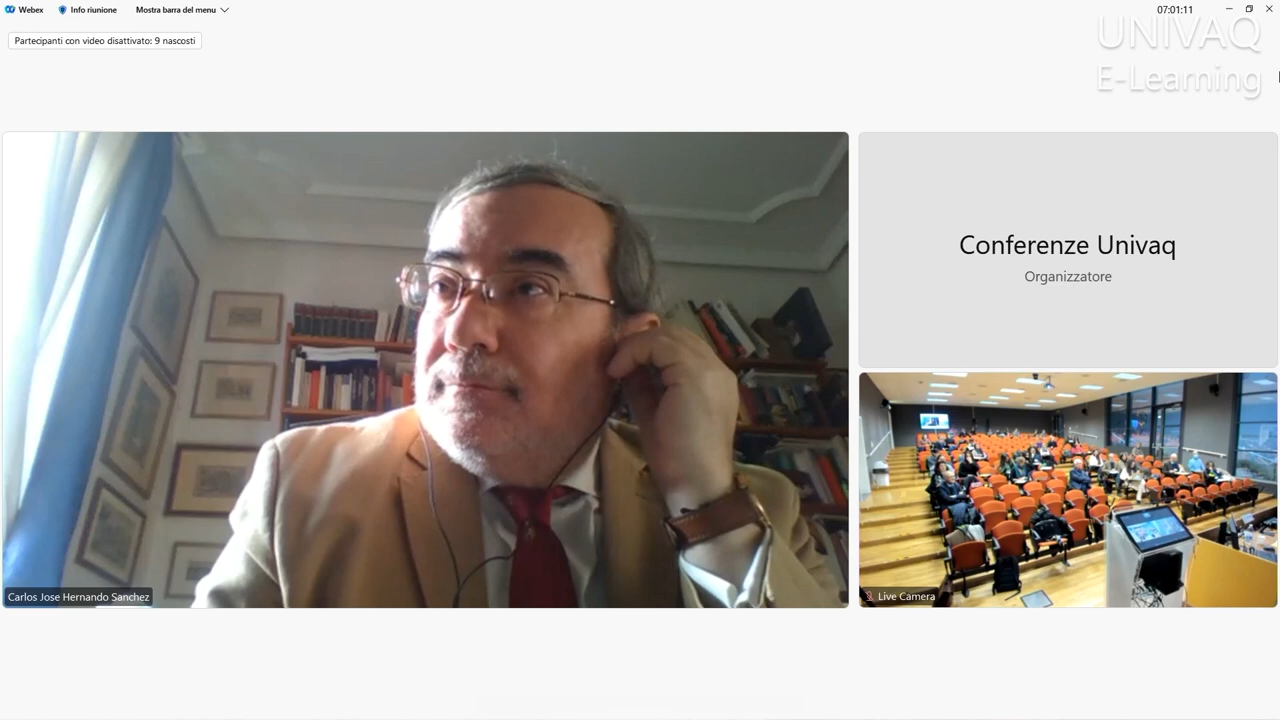 Webex
Info riunione
Mostra barra del menu
07:01:11
Partecipanti con video disattivato: 9 nascosti
UNIVAQ
E-Learning
Conferenze Univaq
Organizzatore
Carlos Jose Hernando Sanchez
Live Camera